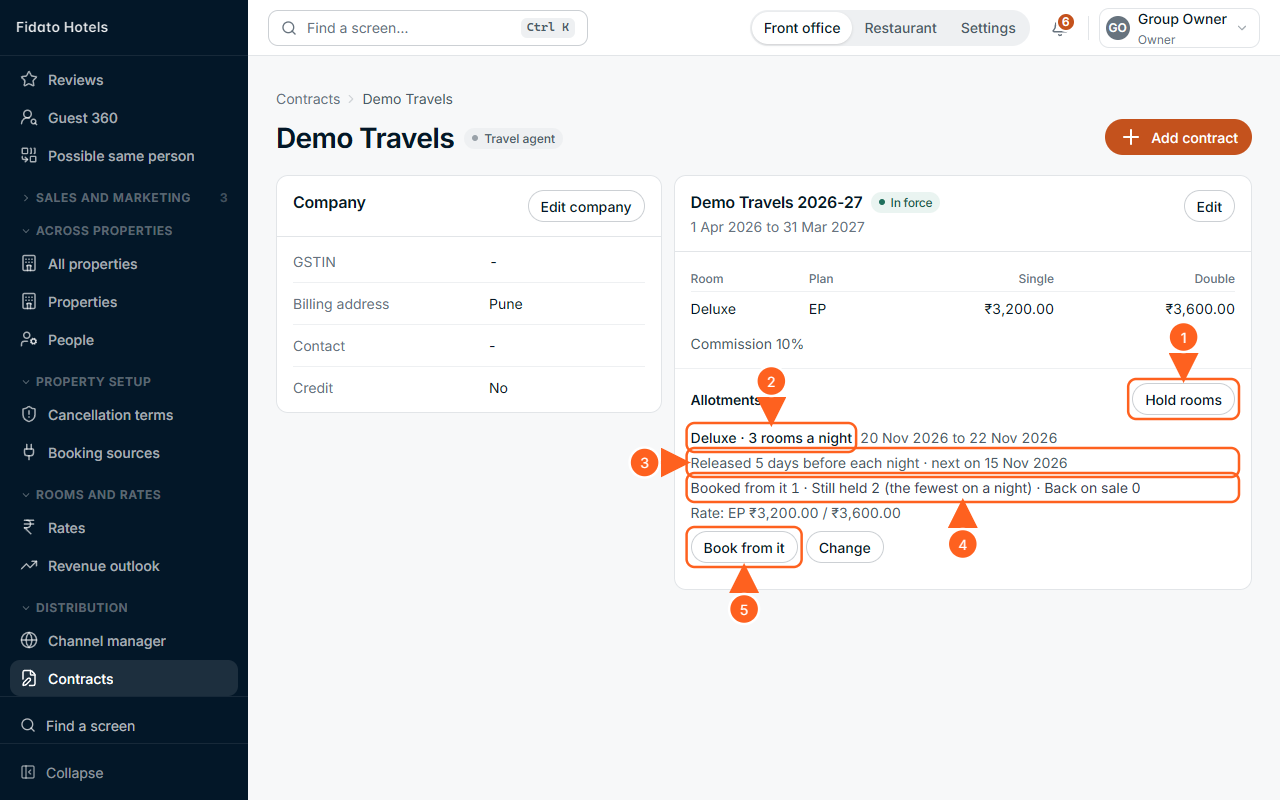 Fidato Hotels
Find a screen...
Ctrl K
Front office
Restaurant
Settings
6
GO
Group Owner
Owner
Reviews
Guest 360
Possible same person
SALES AND MARKETING 3
ACROSS PROPERTIES
All properties
Properties
People
PROPERTY SETUP
Cancellation terms
Booking sources
ROOMS AND RATES
Rates
Revenue outlook
DISTRIBUTION
Channel manager
Contracts
Find a screen
Collapse
Contracts > Demo Travels
Demo Travels
Travel agent
Add contract
Company
Edit company
GSTIN -
Billing address Pune
Contact -
Credit No
Demo Travels 2026-27
In force
Edit
1 Apr 2026 to 31 Mar 2027
Room Plan Single Double
Deluxe EP ₹3,200.00 ₹3,600.00
Commission 10%
1
2
Allotments
Hold rooms
Deluxe · 3 rooms a night 20 Nov 2026 to 22 Nov 2026
3
Released 5 days before each night · next on 15 Nov 2026
Booked from it 1 · Still held 2 (the fewest on a night) · Back on sale 0
Rate: EP ₹3,200.00 / ₹3,600.00
4
Book from it
Change
5